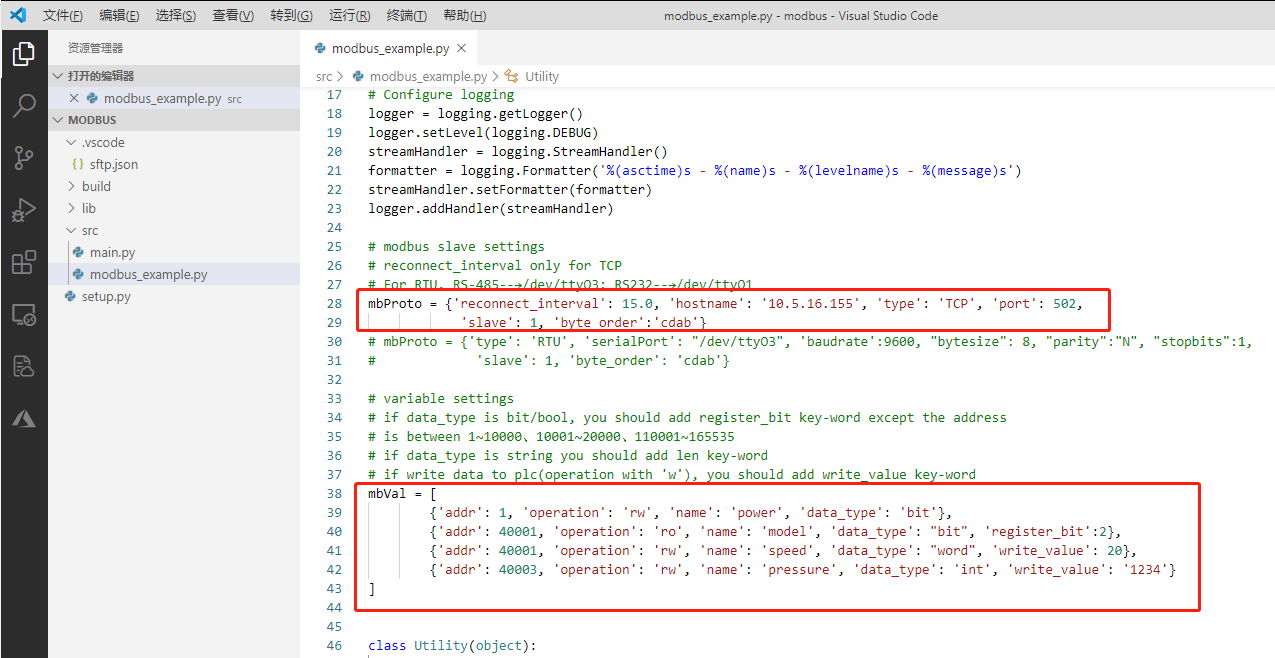 文件(F) 编辑(E) 选择(S) 查看(V) 转到(G) 运行(R) 终端(T) 帮助(H) modbus_example.py - modbus - Visual Studio Code
资源管理器
打开的编辑器
modbus_example.py src
MODBUS
.vscode
{} sftp.json
build
lib
src
main.py
modbus_example.py
setup.py
modbus_example.py
src > modbus_example.py > Utility
17 # Configure logging
18 logger = logging.getLogger()
19 logger.setLevel(logging.DEBUG)
20 streamHandler = logging.StreamHandler()
21 formatter = logging.Formatter('%(asctime)s - %(name)s - %(levelname)s - %(message)s')
22 streamHandler.setFormatter(formatter)
23 logger.addHandler(streamHandler)
24
25 # modbus slave settings
26 # reconnect_interval only for TCP
27 # For RTU, RS-485-->/dev/ttyO3; RS232-->/dev/ttyO1
28 mbProto = {'reconnect_interval': 15.0, 'hostname': '10.5.16.155', 'type': 'TCP', 'port': 502,
29 'slave': 1, 'byte_order':'cdab'}
30 # mbProto = {'type': 'RTU', 'serialPort': "/dev/ttyO3", 'baudrate':9600, "bytesize": 8, "parity":"N", "stopbits":1,
31 # 'slave': 1, 'byte_order': 'cdab'}
32
33 # variable settings
34 # if data_type is bit/bool, you should add register_bit key-word except the address
35 # is between 1~10000、10001~20000、110001~165535
36 # if data_type is string you should add len key-word
37 # if write data to plc(operation with 'w'), you should add write_value key-word
38 mbVal = [
39 {'addr': 1, 'operation': 'rw', 'name': 'power', 'data_type': 'bit'},
40 {'addr': 40001, 'operation': 'ro', 'name': 'model', 'data_type': "bit", 'register_bit':2},
41 {'addr': 40001, 'operation': 'rw', 'name': 'speed', 'data_type': "word", 'write_value': 20},
42 {'addr': 40003, 'operation': 'rw', 'name': 'pressure', 'data_type': 'int', 'write_value': '1234'}
43 ]
44
45
46 class Utility(object):